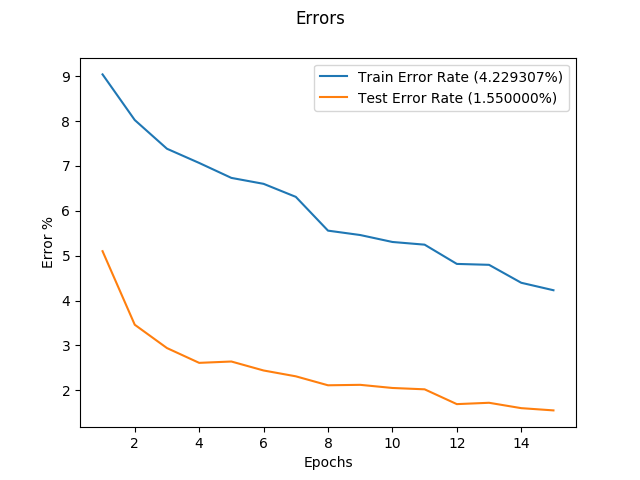 Errors
Train Error Rate (4.229307%)
Test Error Rate (1.550000%)
Error %
9
8
7
6
5
4
3
2
2 4 6 8 10 12 14
Epochs